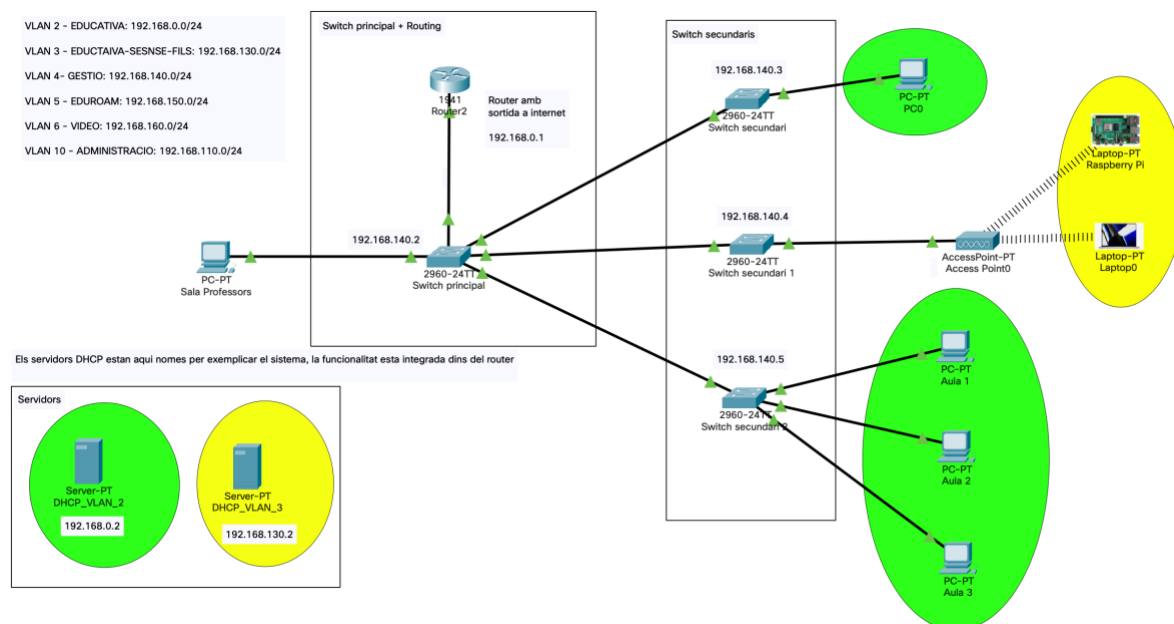 VLAN 2 - EDUCATIVA: 192.168.0.0/24
VLAN 3 - EDUCTAIVA-SESNSE-FILS: 192.168.130.0/24
VLAN 4- GESTIO: 192.168.140.0/24
VLAN 5 - EDUROAM: 192.168.150.0/24
VLAN 6 - VIDEO: 192.168.160.0/24
VLAN 10 - ADMINISTRACIO: 192.168.110.0/24
Switch principal + Routing
1941
Router2
Router amb
sortida a internet
192.168.0.1
192.168.140.2
2960-24TT
Switch principal
PC-PT
Sala Professors
Switch secundaris
192.168.140.3
2960-24TT
Switch secundari
192.168.140.4
2960-24TT
Switch secundari 1
192.168.140.5
2960-24TT
Switch secundari 2
PC-PT
PC0
Laptop-PT
Raspberry Pi
AccessPoint-PT
Access Point0
Laptop-PT
Laptop0
PC-PT
Aula 1
PC-PT
Aula 2
PC-PT
Aula 3
Els servidors DHCP estan aqui nomes per exemplicar el sistema, la funcionalitat esta integrada dins del router
Servidors
Server-PT
DHCP_VLAN_2
192.168.0.2
Server-PT
DHCP_VLAN_3
192.168.130.2